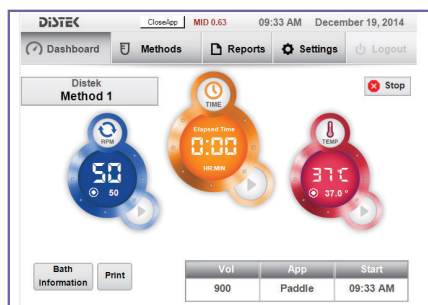 DISTEK CloseApp MID 0.63 09:33 AM December 19, 2014
Dashboard Methods Reports Settings Logout
Distek
Method 1
Stop
TIME
Elapsed Time
0:00
HR:MIN
RPM
50
50
TEMP
37C
37.0 °
Bath
Information
Print
Vol App Start
900 Paddle 09:33 AM